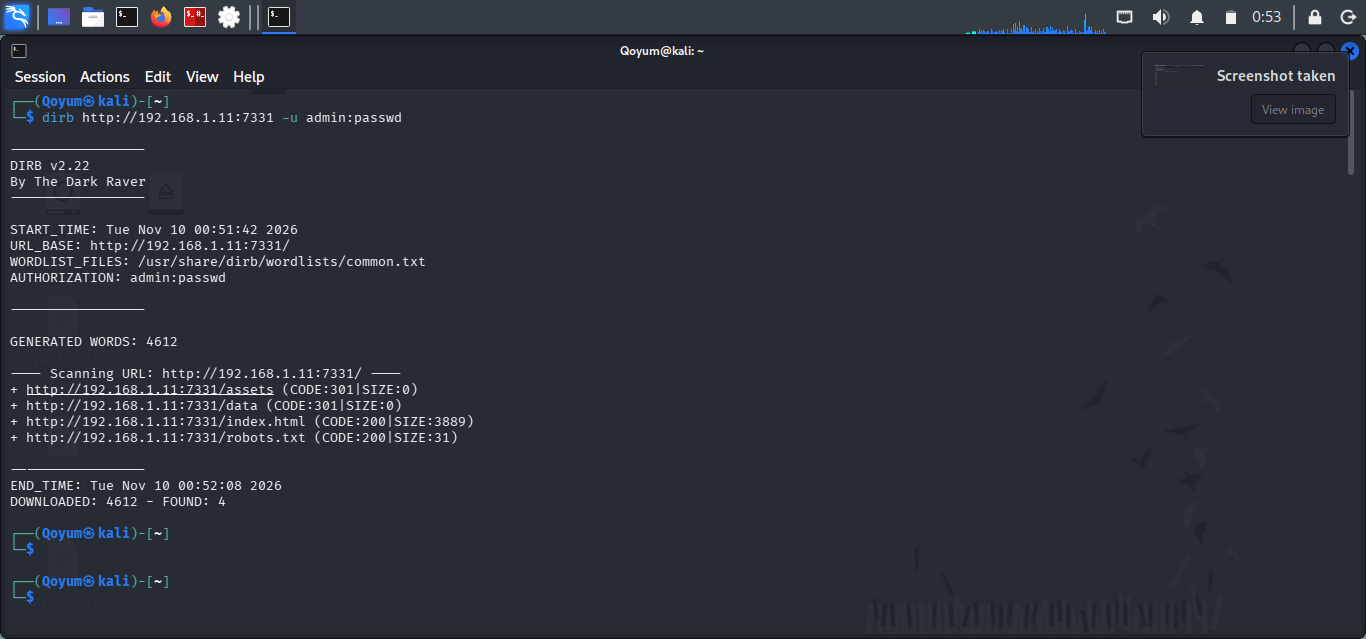 0:53
Qoyum@kali: ~
Session Actions Edit View Help
Screenshot taken
View image
┌──(Qoyum㉿kali)-[~]
└─$ dirb http://192.168.1.11:7331 -u admin:passwd
-----------------
DIRB v2.22
By The Dark Raver
-----------------
START_TIME: Tue Nov 10 00:51:42 2026
URL_BASE: http://192.168.1.11:7331/
WORDLIST_FILES: /usr/share/dirb/wordlists/common.txt
AUTHORIZATION: admin:passwd
-----------------
GENERATED WORDS: 4612
---- Scanning URL: http://192.168.1.11:7331/ ----
+ http://192.168.1.11:7331/assets (CODE:301|SIZE:0)
+ http://192.168.1.11:7331/data (CODE:301|SIZE:0)
+ http://192.168.1.11:7331/index.html (CODE:200|SIZE:3889)
+ http://192.168.1.11:7331/robots.txt (CODE:200|SIZE:31)
-----------------
END_TIME: Tue Nov 10 00:52:08 2026
DOWNLOADED: 4612 - FOUND: 4
┌──(Qoyum㉿kali)-[~]
└─$
┌──(Qoyum㉿kali)-[~]
└─$